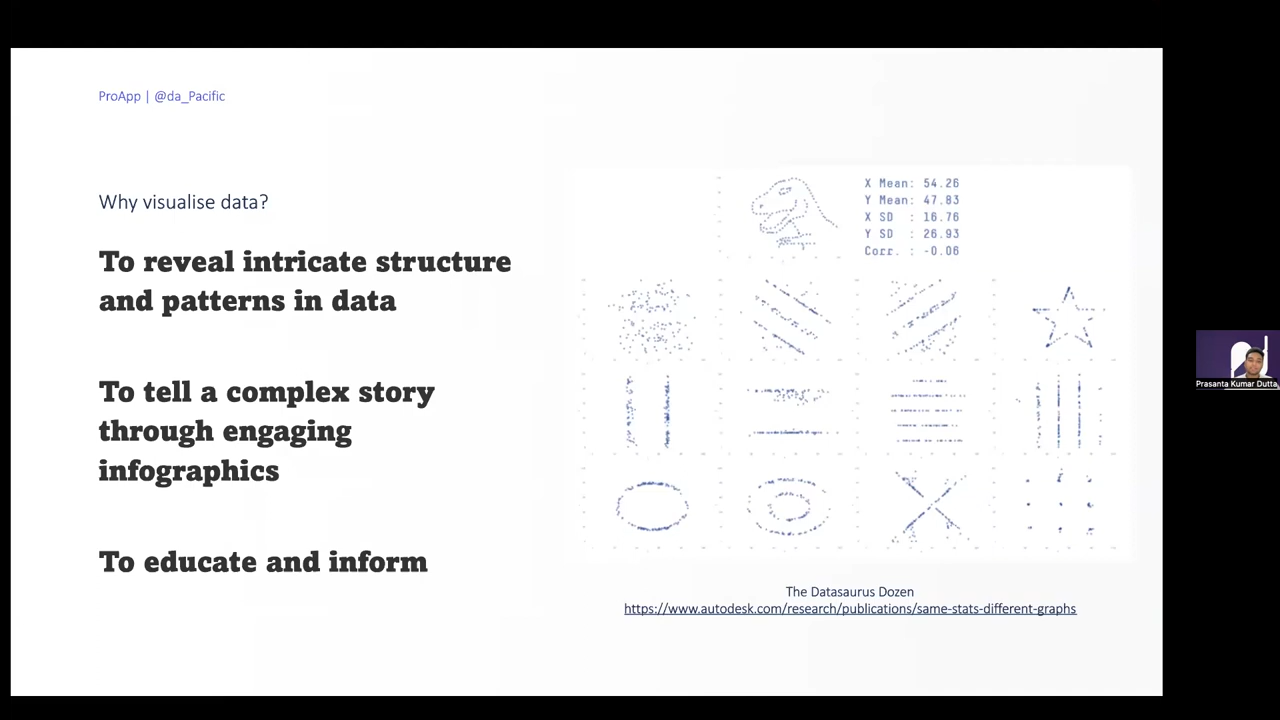 ProApp | @da_Pacific
Why visualise data?
To reveal intricate structure
and patterns in data
To tell a complex story
through engaging
infographics
To educate and inform
X Mean: 54.26
Y Mean: 47.83
X SD : 16.76
Y SD : 26.93
Corr. : -0.06
The Datasaurus Dozen
https://www.autodesk.com/research/publications/same-stats-different-graphs
Prasanta Kumar Dutta